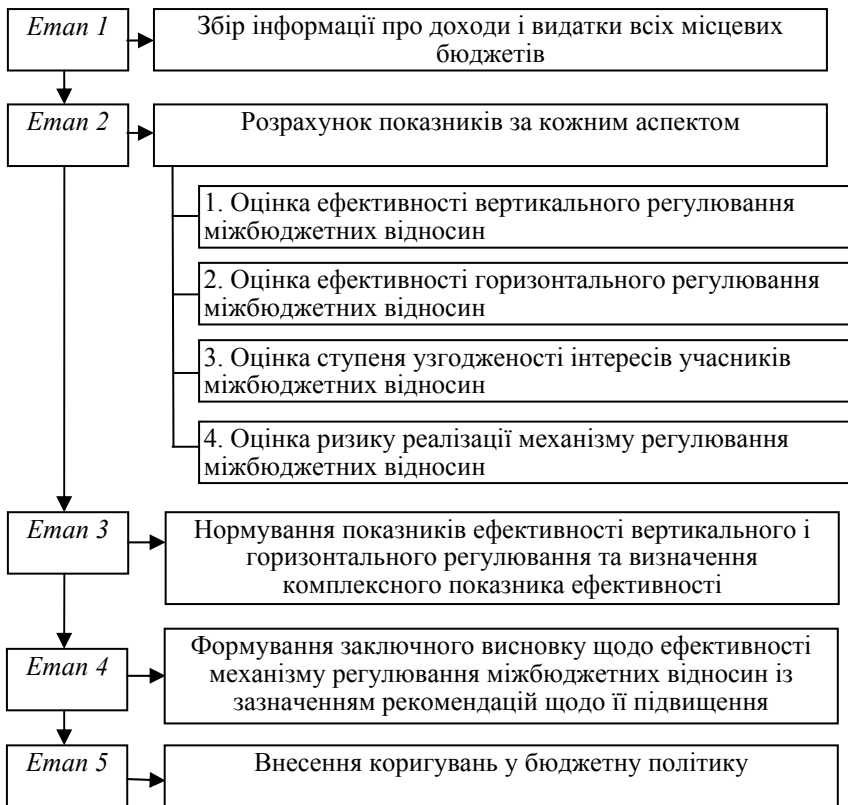 Етап 1
Збір інформації про доходи і видатки всіх місцевих
бюджетів
Етап 2
Розрахунок показників за кожним аспектом
1. Оцінка ефективності вертикального регулювання
міжбюджетних відносин
2. Оцінка ефективності горизонтального регулювання
міжбюджетних відносин
3. Оцінка ступеня узгодженості інтересів учасників
міжбюджетних відносин
4. Оцінка ризику реалізації механізму регулювання
міжбюджетних відносин
Етап 3
Нормування показників ефективності вертикального і
горизонтального регулювання та визначення
комплексного показника ефективності
Етап 4
Формування заключного висновку щодо ефективності
механізму регулювання міжбюджетних відносин із
зазначенням рекомендацій щодо її підвищення
Етап 5
Внесення коригувань у бюджетну політику